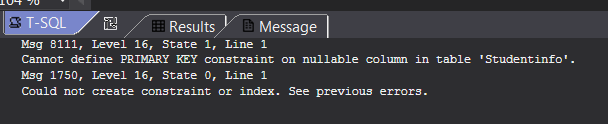 T-SQL Results Message
Msg 8111, Level 16, State 1, Line 1
Cannot define PRIMARY KEY constraint on nullable column in table 'Studentinfo'.
Msg 1750, Level 16, State 0, Line 1
Could not create constraint or index. See previous errors.